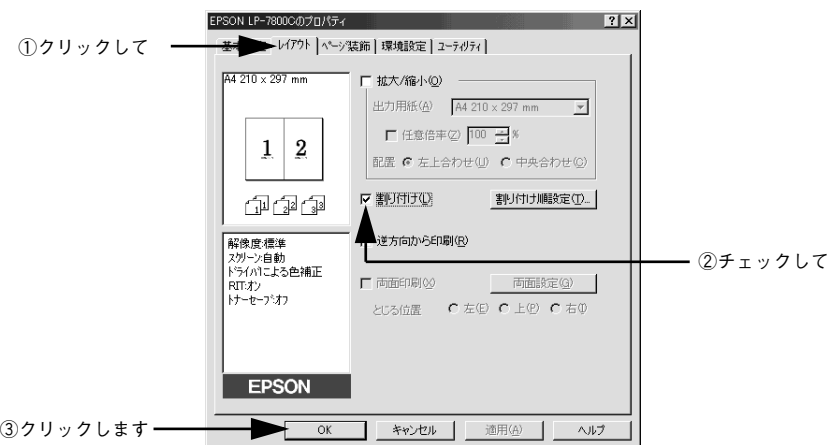 EPSON LP-7800Cのプロパティ
①クリックして
レイアウト
ページ装飾
環境設定
ユーティリティ
A4 210 x 297 mm
1 2
1 1 2 2 3 3
拡大/縮小(O)
出力用紙(A) A4 210 x 297 mm
任意倍率(Z) 100 %
配置 左上合わせ(U) 中央合わせ(C)
割り付け(L) 割り付け順設定(T)...
逆方向から印刷(R)
②チェックして
両面印刷(X) 両面設定(G)
とじる位置 左(E) 上(P) 右(I)
解像度:標準
スクリーン:自動
ドライバによる色補正
RIT:オン
トナーセーブ:オフ
EPSON
③クリックします
OK キャンセル 適用(A) ヘルプ